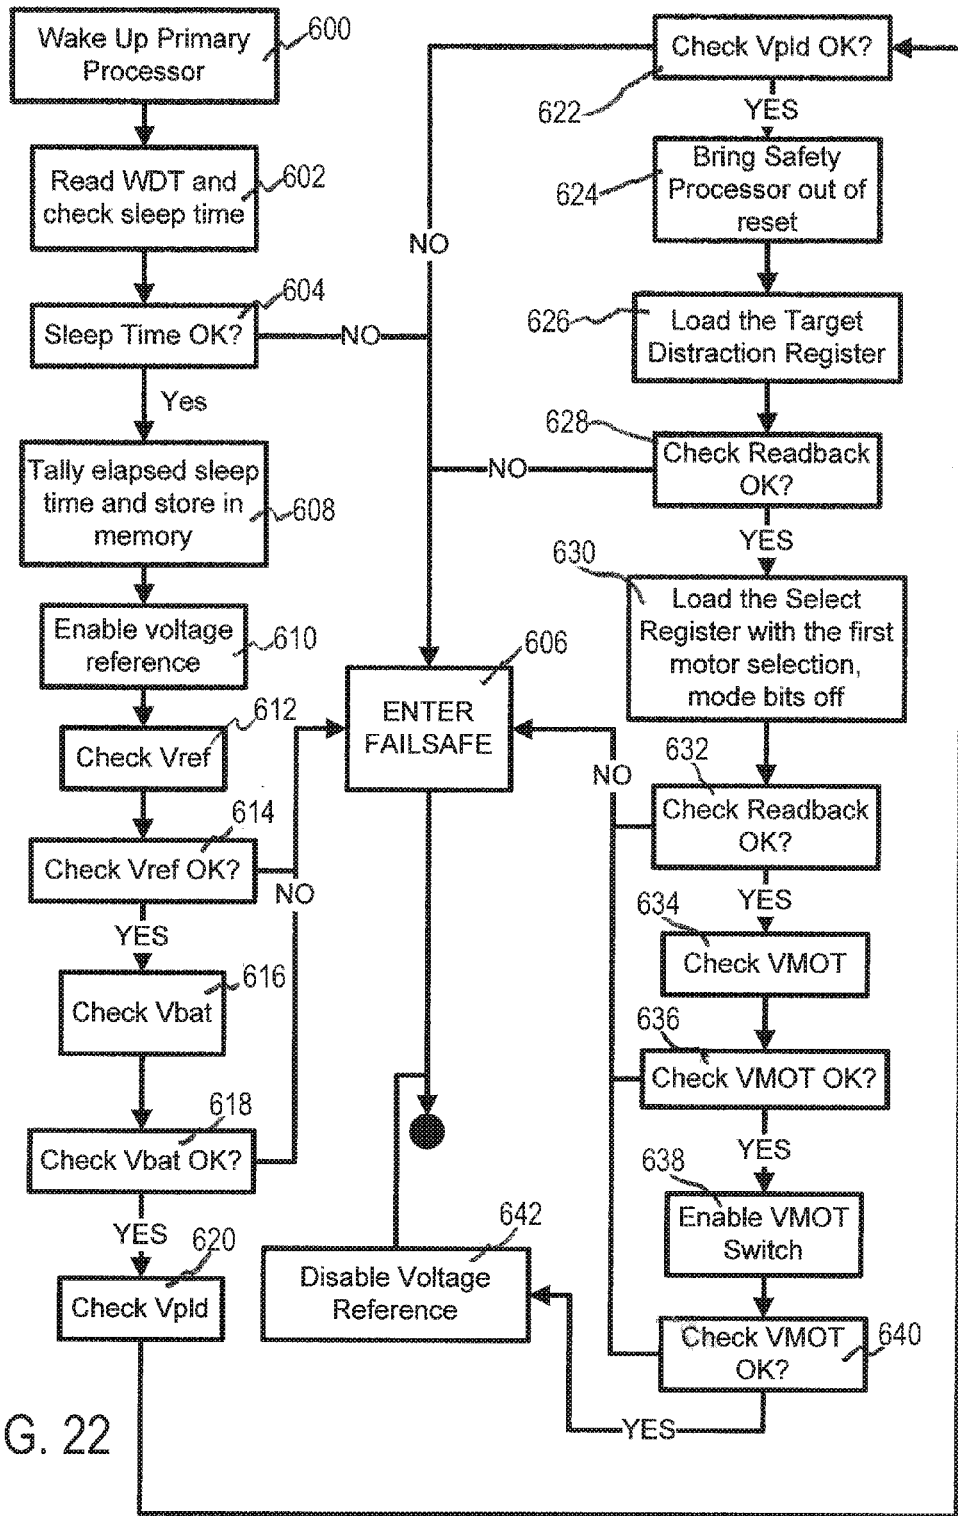 Wake Up Primary
Processor
600
Read WDT and
check sleep time
602
604
Sleep Time OK?
NO
Yes
Tally elapsed sleep
time and store in
memory
608
Enable voltage
reference
610
Check Vref
612
614
Check Vref OK?
NO
YES
Check Vbat
616
618
Check Vbat OK?
YES
620
Check Vpld
NO
606
ENTER
FAILSAFE
642
Disable Voltage
Reference
Check Vpld OK?
622
YES
Bring Safety
Processor out of
reset
624
Load the Target
Distraction Register
626
628
Check Readback
OK?
NO
YES
630
Load the Select
Register with the first
motor selection,
mode bits off
632
NO
Check Readback
OK?
YES
634
Check VMOT
636
Check VMOT OK?
YES
638
Enable VMOT
Switch
Check VMOT
OK?
640
YES
G. 22